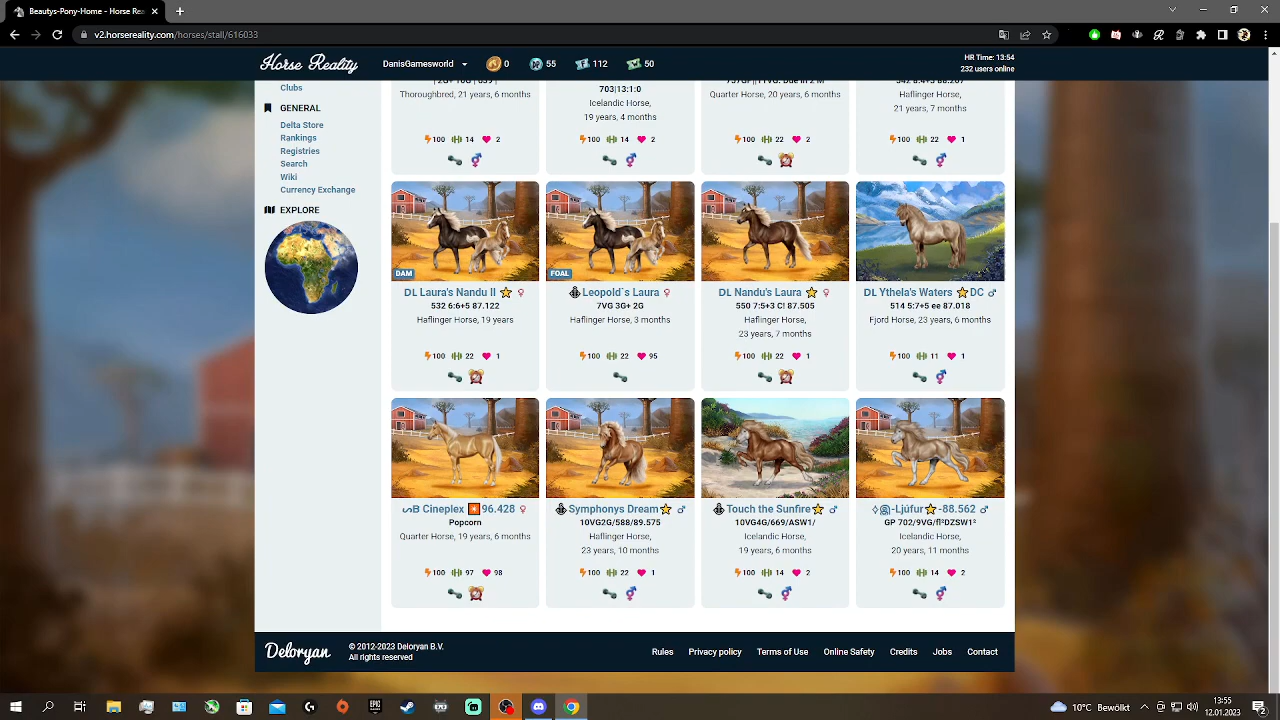 Beauty-Pony-Home - Horse Rea
v2.horsereality.com/horses/stall/616033
Horse Reality
DanisGamesworld
0
55
112
50
HR Time: 13:54
232 users online
Clubs
GENERAL
Delta Store
Rankings
Registries
Search
Wiki
Currency Exchange
EXPLORE
Thoroughbred, 21 years, 6 months
100 14 2
703|13:1:0
Icelandic Horse,
19 years, 4 months
100 14 2
Quarter Horse, 20 years, 6 months
100 22 2
Haflinger Horse,
21 years, 7 months
100 22 1
DAM
DL Laura's Nandu II ♀
532 6:6+5 87.122
Haflinger Horse, 19 years
100 22 1
FOAL
Leopold`s Laura ♀
7VG 3G+ 2G
Haflinger Horse, 3 months
100 22 95
DL Nandu's Laura ♀
550 7:5+3 C! 87.505
Haflinger Horse,
23 years, 7 months
100 22 1
DL Ythela's Waters DC ♂
514 5:7+5 ee 87.018
Fjord Horse, 23 years, 6 months
100 11 1
ᔕB Cineplex 96.428 ♀
Popcorn
Quarter Horse, 19 years, 6 months
100 97 98
Symphonys Dream ♂
10VG2G/588/89.575
Haflinger Horse,
23 years, 10 months
100 22 1
Touch the Sunfire ♂
10VG4G/669/ASW1/
Icelandic Horse,
19 years, 6 months
100 14 2
-Ljúfur -88.562 ♂
GP 702/9VG/fl²DZSW1²
Icelandic Horse,
20 years, 11 months
100 14 2
Deloryan
© 2012-2023 Deloryan B.V.
All rights reserved
Rules Privacy policy Terms of Use Online Safety Credits Jobs Contact
10°C Bewölkt
13:55
12.01.2023